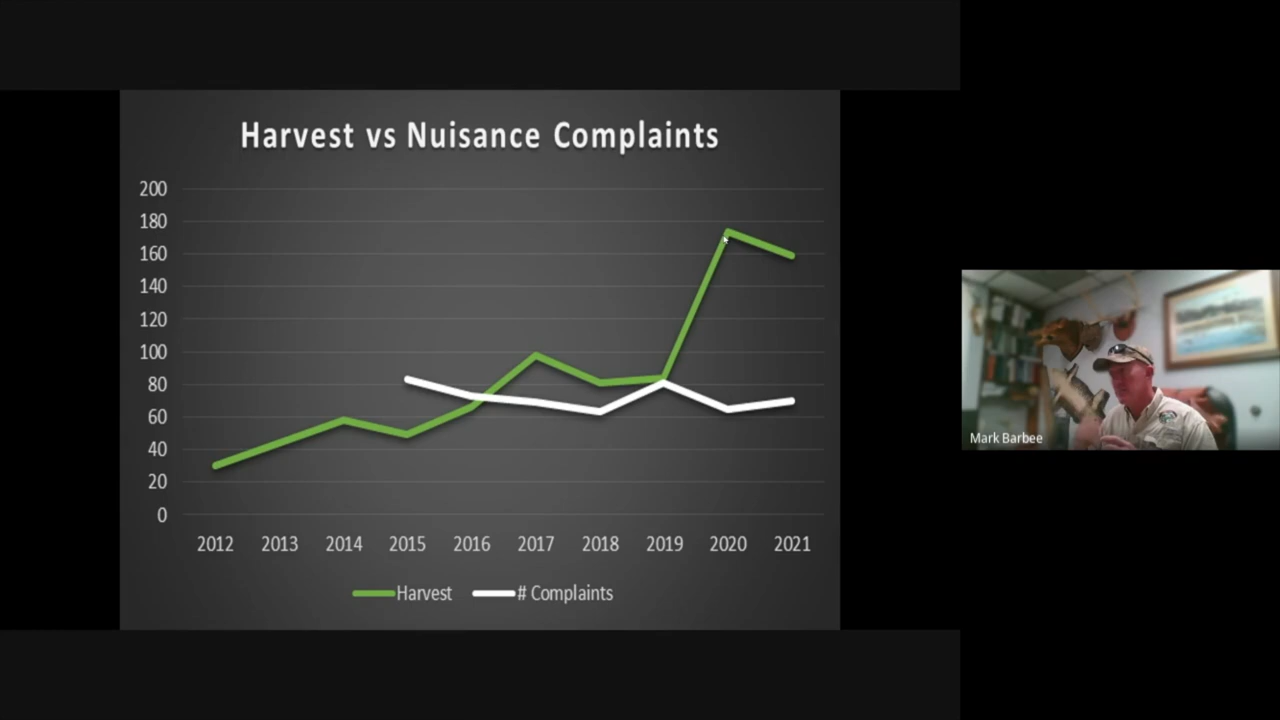 Harvest vs Nuisance Complaints
200
180
160
140
120
100
80
60
40
20
0
2012 2013 2014 2015 2016 2017 2018 2019 2020 2021
Harvest # Complaints
Mark Barbee